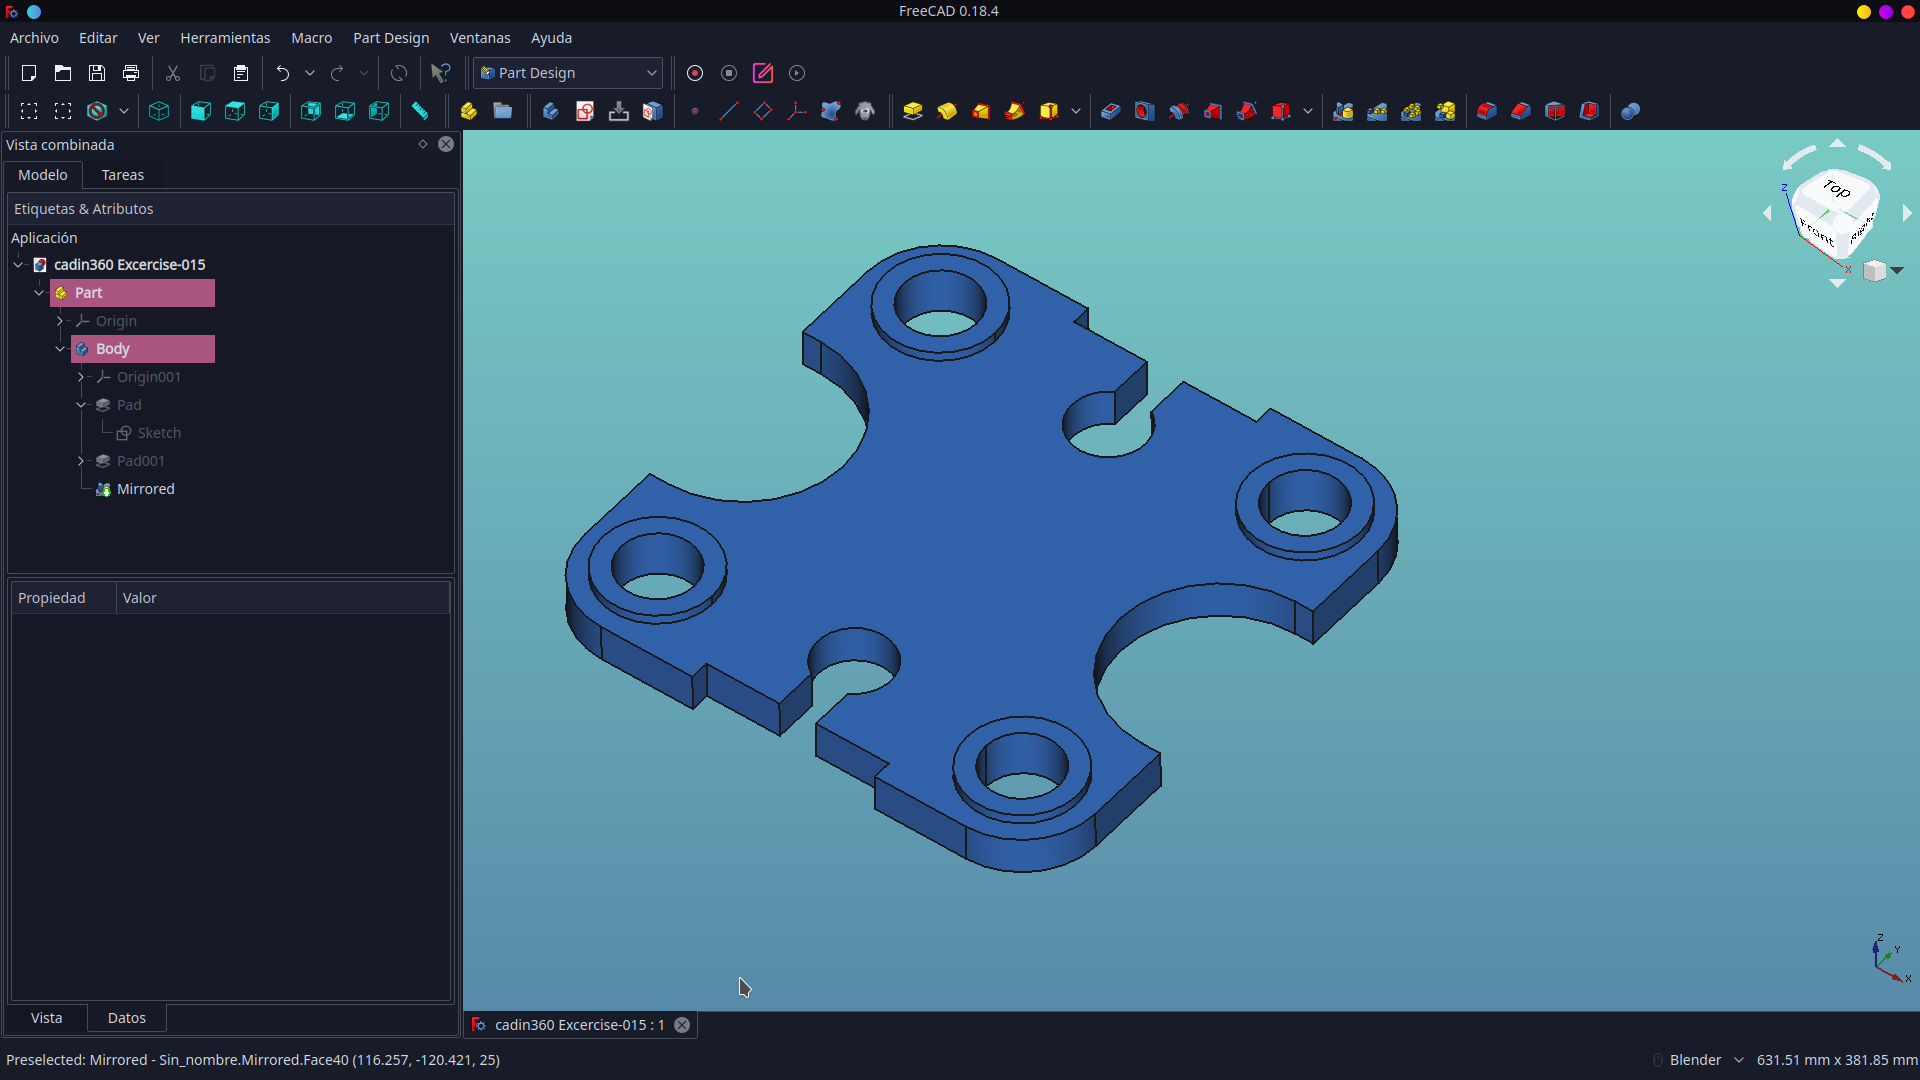 FreeCAD 0.18.4
Archivo Editar Ver Herramientas Macro Part Design Ventanas Ayuda
Part Design
Vista combinada
Modelo Tareas
Etiquetas & Atributos
Aplicación
cadin360 Excercise-015
Part
Origin
Body
Origin001
Pad
Sketch
Pad001
Mirrored
Propiedad Valor
Vista Datos
Top
Front
Z
X
Z
Y
X
cadin360 Excercise-015 : 1
Preselected: Mirrored - Sin_nombre.Mirrored.Face40 (116.257, -120.421, 25)
Blender 631.51 mm x 381.85 mm